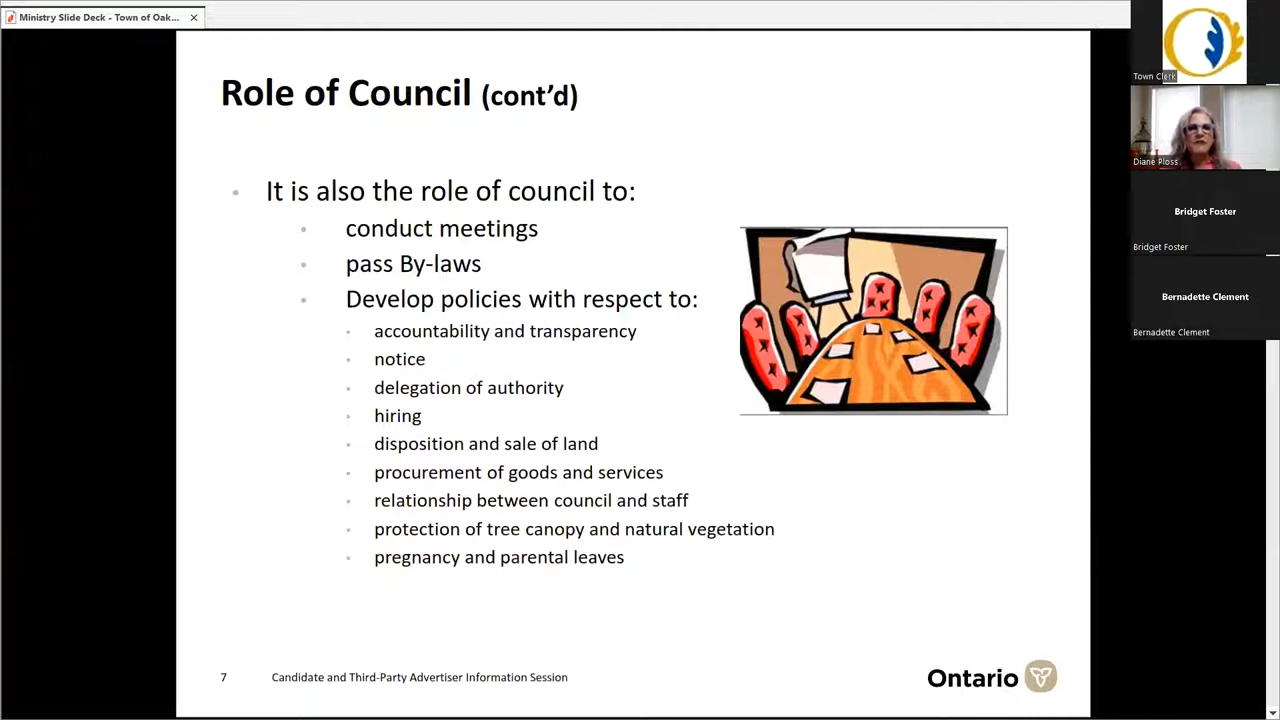 Ministry Slide Deck - Town of Oak...
Role of Council (cont’d)
It is also the role of council to:
conduct meetings
pass By-laws
Develop policies with respect to:
accountability and transparency
notice
delegation of authority
hiring
disposition and sale of land
procurement of goods and services
relationship between council and staff
protection of tree canopy and natural vegetation
pregnancy and parental leaves
7
Candidate and Third-Party Advertiser Information Session
Ontario
Town Clerk
Diane Ploss
Bridget Foster
Bridget Foster
Bernadette Clement
Bernadette Clement